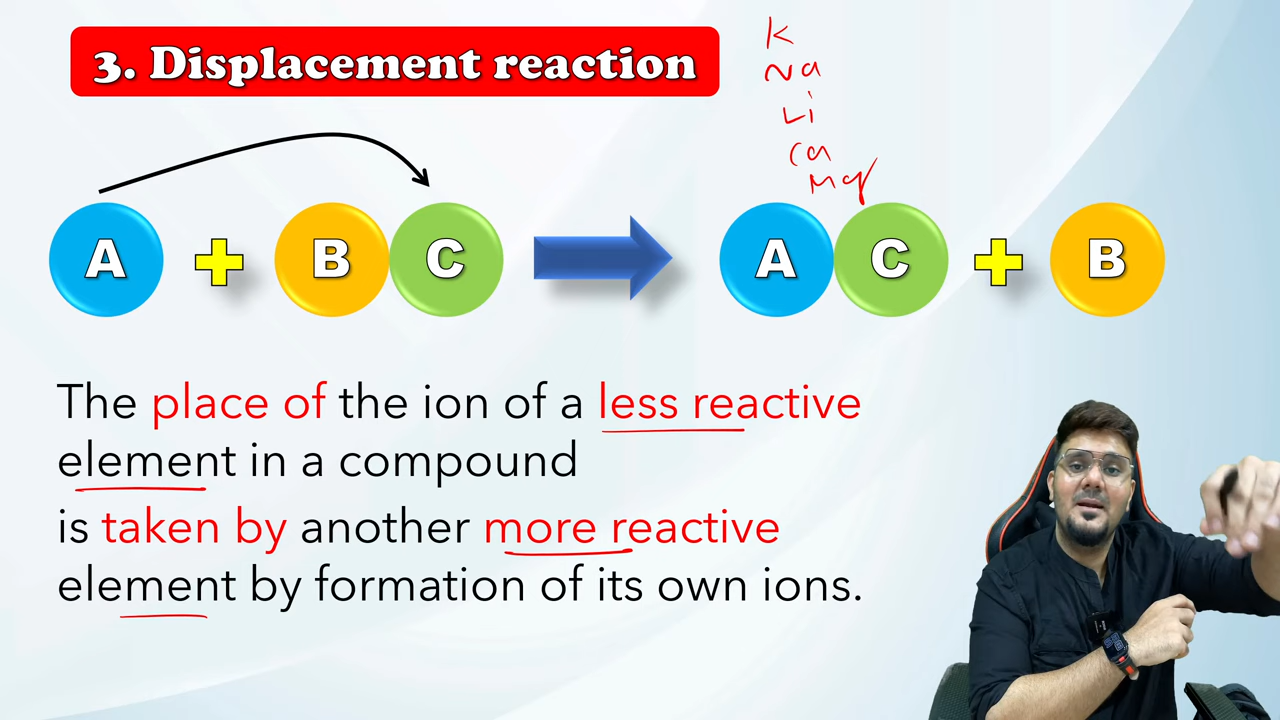 3. Displacement reaction
K
Na
Li
Ca
Mg
A + B C A C + B
The place of the ion of a less reactive
element in a compound
is taken by another more reactive
element by formation of its own ions.